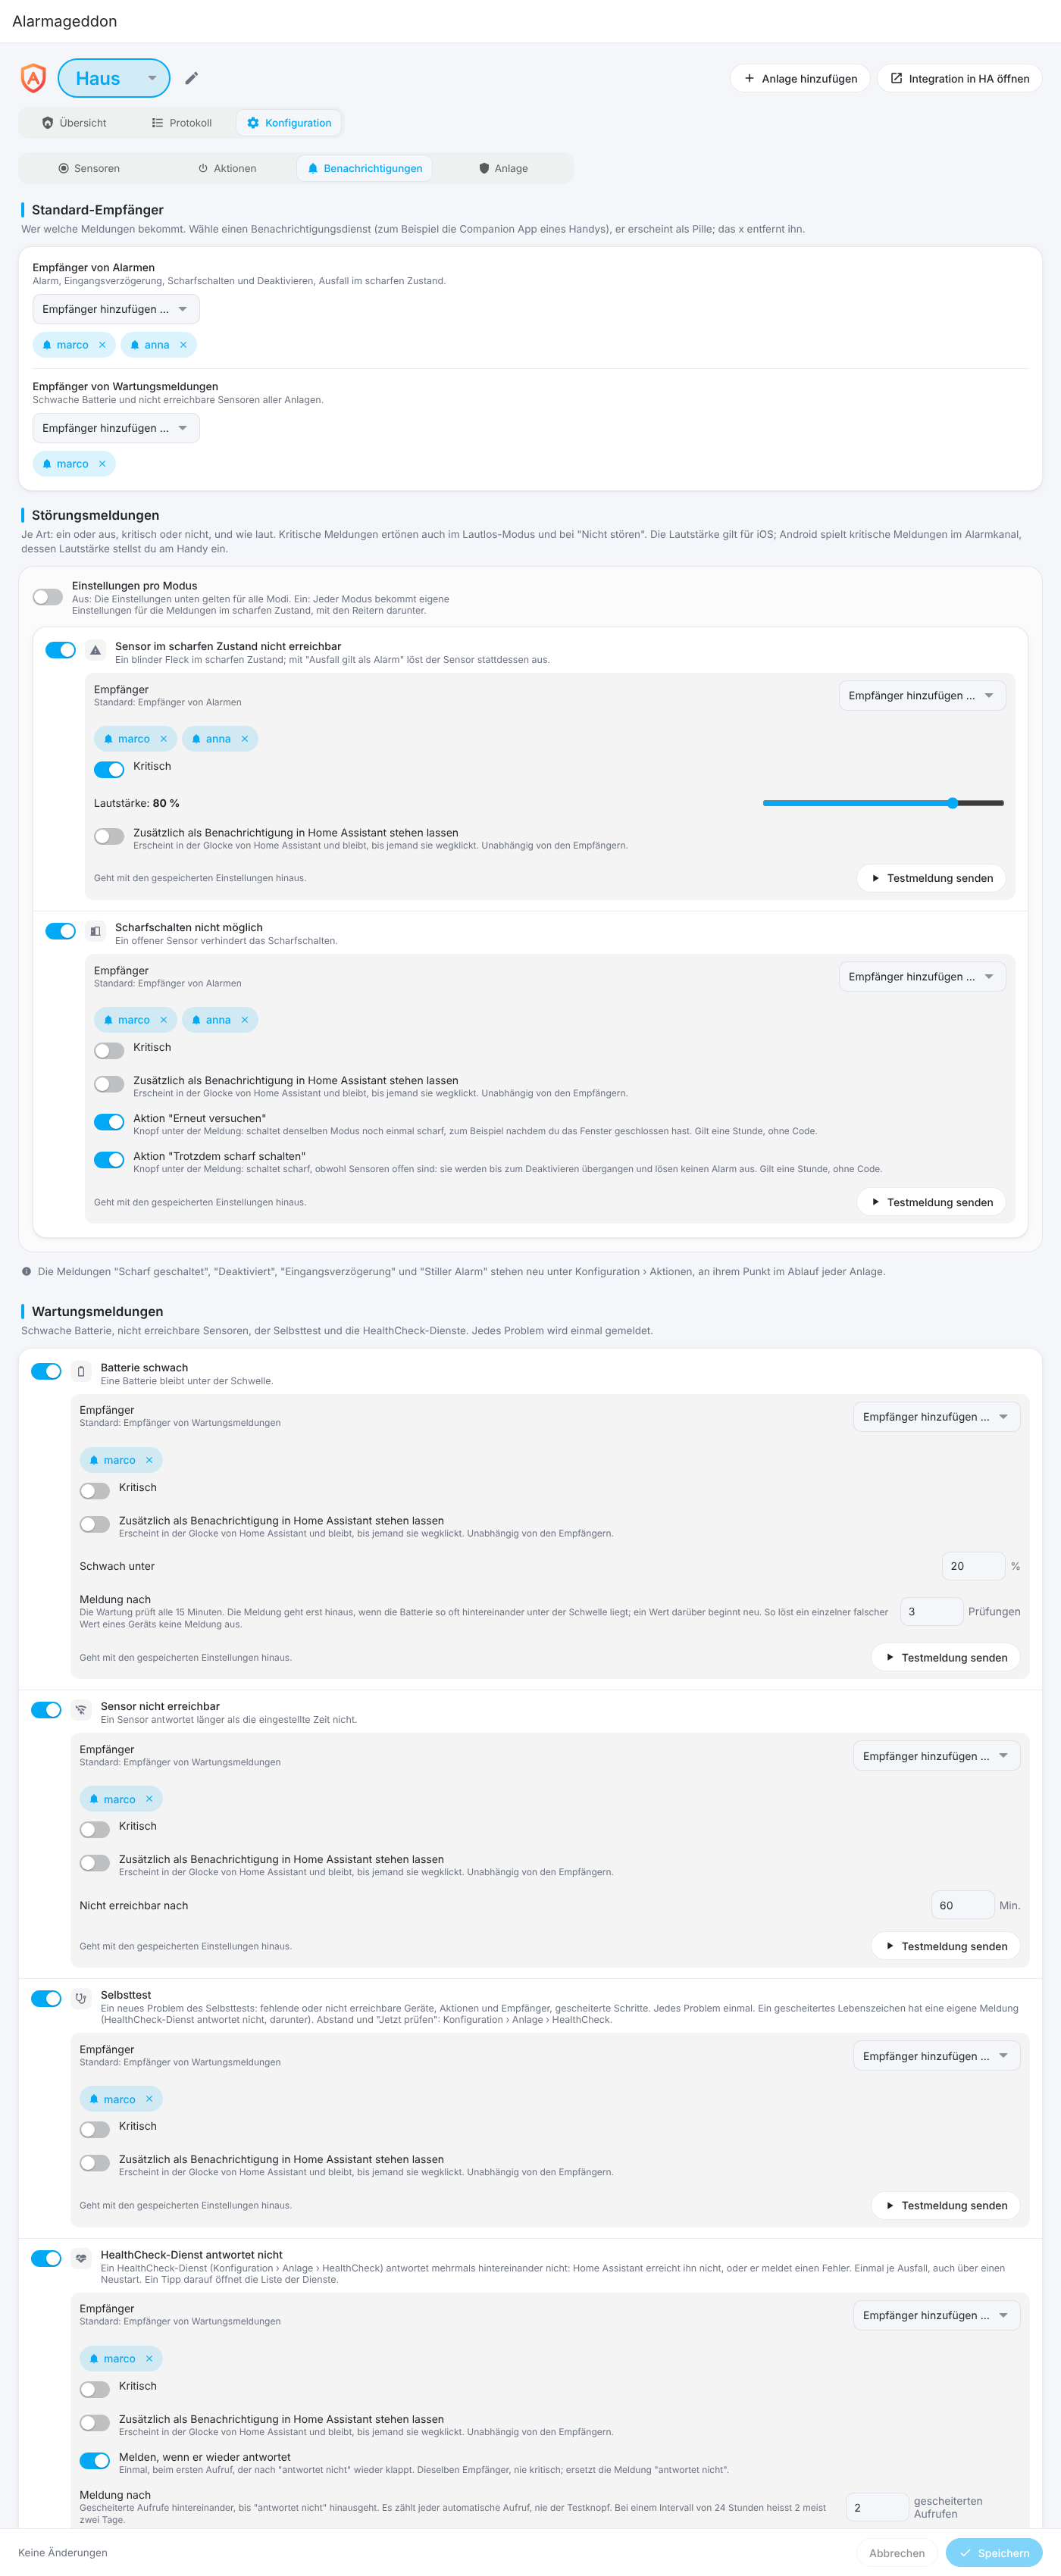 Alarmageddon
Haus
Anlage hinzufügen
Integration in HA öffnen
Übersicht
Protokoll
Konfiguration
Sensoren
Aktionen
Benachrichtigungen
Anlage
Standard-Empfänger
Wer welche Meldungen bekommt. Wähle einen Benachrichtigungsdienst (zum Beispiel die Companion App eines Handys), er erscheint als Pille; das x entfernt ihn.
Empfänger von Alarmen
Alarm, Eingangsverzögerung, Scharfschalten und Deaktivieren, Ausfall im scharfen Zustand.
Empfänger hinzufügen ...
marco × anna ×
Empfänger von Wartungsmeldungen
Schwache Batterie und nicht erreichbare Sensoren aller Anlagen.
Empfänger hinzufügen ...
marco ×
Störungsmeldungen
Je Art: ein oder aus, kritisch oder nicht, und wie laut. Kritische Meldungen ertönen auch im Lautlos-Modus und bei "Nicht stören". Die Lautstärke gilt für iOS; Android spielt kritische Meldungen im Alarmkanal,
dessen Lautstärke stellst du am Handy ein.
Einstellungen pro Modus
Aus: Die Einstellungen unten gelten für alle Modi. Ein: Jeder Modus bekommt eigene
Einstellungen für die Meldungen im scharfen Zustand, mit den Reitern darunter.
Sensor im scharfen Zustand nicht erreichbar
Ein blinder Fleck im scharfen Zustand; mit "Ausfall gilt als Alarm" löst der Sensor stattdessen aus.
Empfänger
Standard: Empfänger von Alarmen
Empfänger hinzufügen ...
marco × anna ×
Kritisch
Lautstärke: 80 %
Zusätzlich als Benachrichtigung in Home Assistant stehen lassen
Erscheint in der Glocke von Home Assistant und bleibt, bis jemand sie wegklickt. Unabhängig von den Empfängern.
Geht mit den gespeicherten Einstellungen hinaus.
Testmeldung senden
Scharfschalten nicht möglich
Ein offener Sensor verhindert das Scharfschalten.
Empfänger
Standard: Empfänger von Alarmen
Empfänger hinzufügen ...
marco × anna ×
Kritisch
Zusätzlich als Benachrichtigung in Home Assistant stehen lassen
Erscheint in der Glocke von Home Assistant und bleibt, bis jemand sie wegklickt. Unabhängig von den Empfängern.
Aktion "Erneut versuchen"
Knopf unter der Meldung: schaltet denselben Modus noch einmal scharf, zum Beispiel nachdem du das Fenster geschlossen hast. Gilt eine Stunde, ohne Code.
Aktion "Trotzdem scharf schalten"
Knopf unter der Meldung: schaltet scharf, obwohl Sensoren offen sind: sie werden bis zum Deaktivieren übergangen und lösen keinen Alarm aus. Gilt eine Stunde, ohne Code.
Geht mit den gespeicherten Einstellungen hinaus.
Testmeldung senden
Die Meldungen "Scharf geschaltet", "Deaktiviert", "Eingangsverzögerung" und "Stiller Alarm" stehen neu unter Konfiguration › Aktionen, an ihrem Punkt im Ablauf jeder Anlage.
Wartungsmeldungen
Schwache Batterie, nicht erreichbare Sensoren, der Selbsttest und die HealthCheck-Dienste. Jedes Problem wird einmal gemeldet.
Batterie schwach
Eine Batterie bleibt unter der Schwelle.
Empfänger
Standard: Empfänger von Wartungsmeldungen
Empfänger hinzufügen ...
marco ×
Kritisch
Zusätzlich als Benachrichtigung in Home Assistant stehen lassen
Erscheint in der Glocke von Home Assistant und bleibt, bis jemand sie wegklickt. Unabhängig von den Empfängern.
Schwach unter
20 %
Meldung nach
Die Wartung prüft alle 15 Minuten. Die Meldung geht erst hinaus, wenn die Batterie so oft hintereinander unter der Schwelle liegt; ein Wert darüber beginnt neu. So löst ein einzelner falscher
Wert eines Geräts keine Meldung aus.
3 Prüfungen
Geht mit den gespeicherten Einstellungen hinaus.
Testmeldung senden
Sensor nicht erreichbar
Ein Sensor antwortet länger als die eingestellte Zeit nicht.
Empfänger
Standard: Empfänger von Wartungsmeldungen
Empfänger hinzufügen ...
marco ×
Kritisch
Zusätzlich als Benachrichtigung in Home Assistant stehen lassen
Erscheint in der Glocke von Home Assistant und bleibt, bis jemand sie wegklickt. Unabhängig von den Empfängern.
Nicht erreichbar nach
60 Min.
Geht mit den gespeicherten Einstellungen hinaus.
Testmeldung senden
Selbsttest
Ein neues Problem des Selbsttests: fehlende oder nicht erreichbare Geräte, Aktionen und Empfänger, gescheiterte Schritte. Jedes Problem einmal. Ein gescheitertes Lebenszeichen hat eine eigene Meldung
(HealthCheck-Dienst antwortet nicht, darunter). Abstand und "Jetzt prüfen": Konfiguration › Anlage › HealthCheck.
Empfänger
Standard: Empfänger von Wartungsmeldungen
Empfänger hinzufügen ...
marco ×
Kritisch
Zusätzlich als Benachrichtigung in Home Assistant stehen lassen
Erscheint in der Glocke von Home Assistant und bleibt, bis jemand sie wegklickt. Unabhängig von den Empfängern.
Geht mit den gespeicherten Einstellungen hinaus.
Testmeldung senden
HealthCheck-Dienst antwortet nicht
Ein HealthCheck-Dienst (Konfiguration › Anlage › HealthCheck) antwortet mehrmals hintereinander nicht: Home Assistant erreicht ihn nicht, oder er meldet einen Fehler. Einmal je Ausfall, auch über einen
Neustart. Ein Tipp darauf öffnet die Liste der Dienste.
Empfänger
Standard: Empfänger von Wartungsmeldungen
Empfänger hinzufügen ...
marco ×
Kritisch
Zusätzlich als Benachrichtigung in Home Assistant stehen lassen
Erscheint in der Glocke von Home Assistant und bleibt, bis jemand sie wegklickt. Unabhängig von den Empfängern.
Melden, wenn er wieder antwortet
Einmal, beim ersten Aufruf, der nach "antwortet nicht" wieder klappt. Dieselben Empfänger, nie kritisch; ersetzt die Meldung "antwortet nicht".
Meldung nach
Gescheiterte Aufrufe hintereinander, bis "antwortet nicht" hinausgeht. Es zählt jeder automatische Aufruf, nie der Testknopf. Bei einem Intervall von 24 Stunden heisst 2 meist
zwei Tage.
2 gescheiterten
Aufrufen
Keine Änderungen
Abbrechen
Speichern